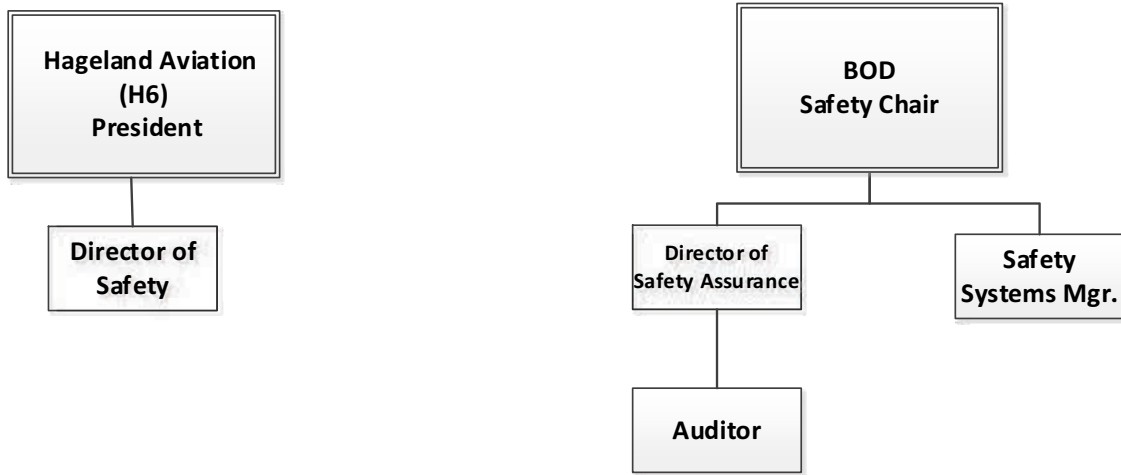 Hageland Aviation
(H6)
President
BOD
Safety Chair
Director of
Safety
Director of
Safety Assurance
Safety
Systems Mgr.
Auditor